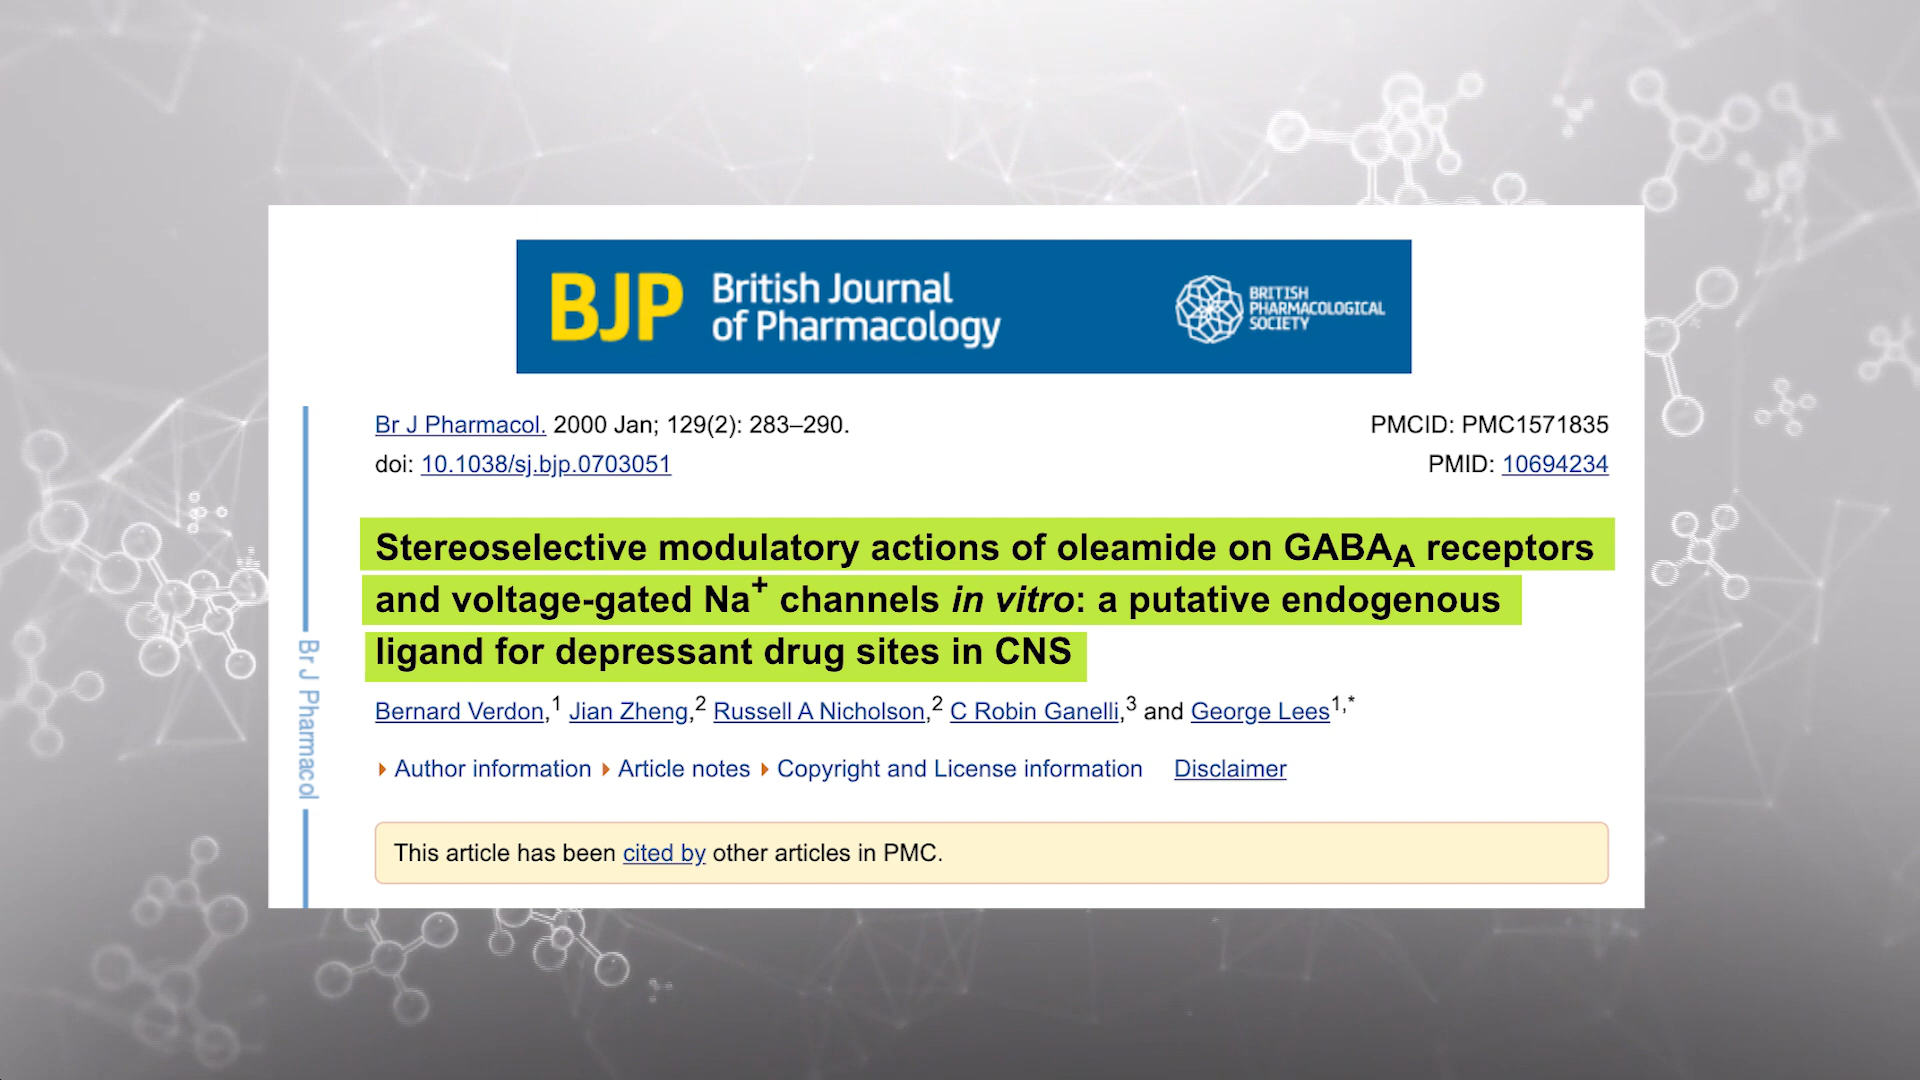 BJP British Journal of Pharmacology
BRITISH PHARMACOLOGICAL SOCIETY
Br J Pharmacol. 2000 Jan; 129(2): 283–290.
PMCID: PMC1571835
doi: 10.1038/sj.bjp.0703051
PMID: 10694234
Stereoselective modulatory actions of oleamide on GABAA receptors
and voltage-gated Na+ channels in vitro: a putative endogenous
ligand for depressant drug sites in CNS
Bernard Verdon,1 Jian Zheng,2 Russell A Nicholson,2 C Robin Ganelli,3 and George Lees1,*
Author information Article notes Copyright and License information Disclaimer
This article has been cited by other articles in PMC.
Br J Pharmacol